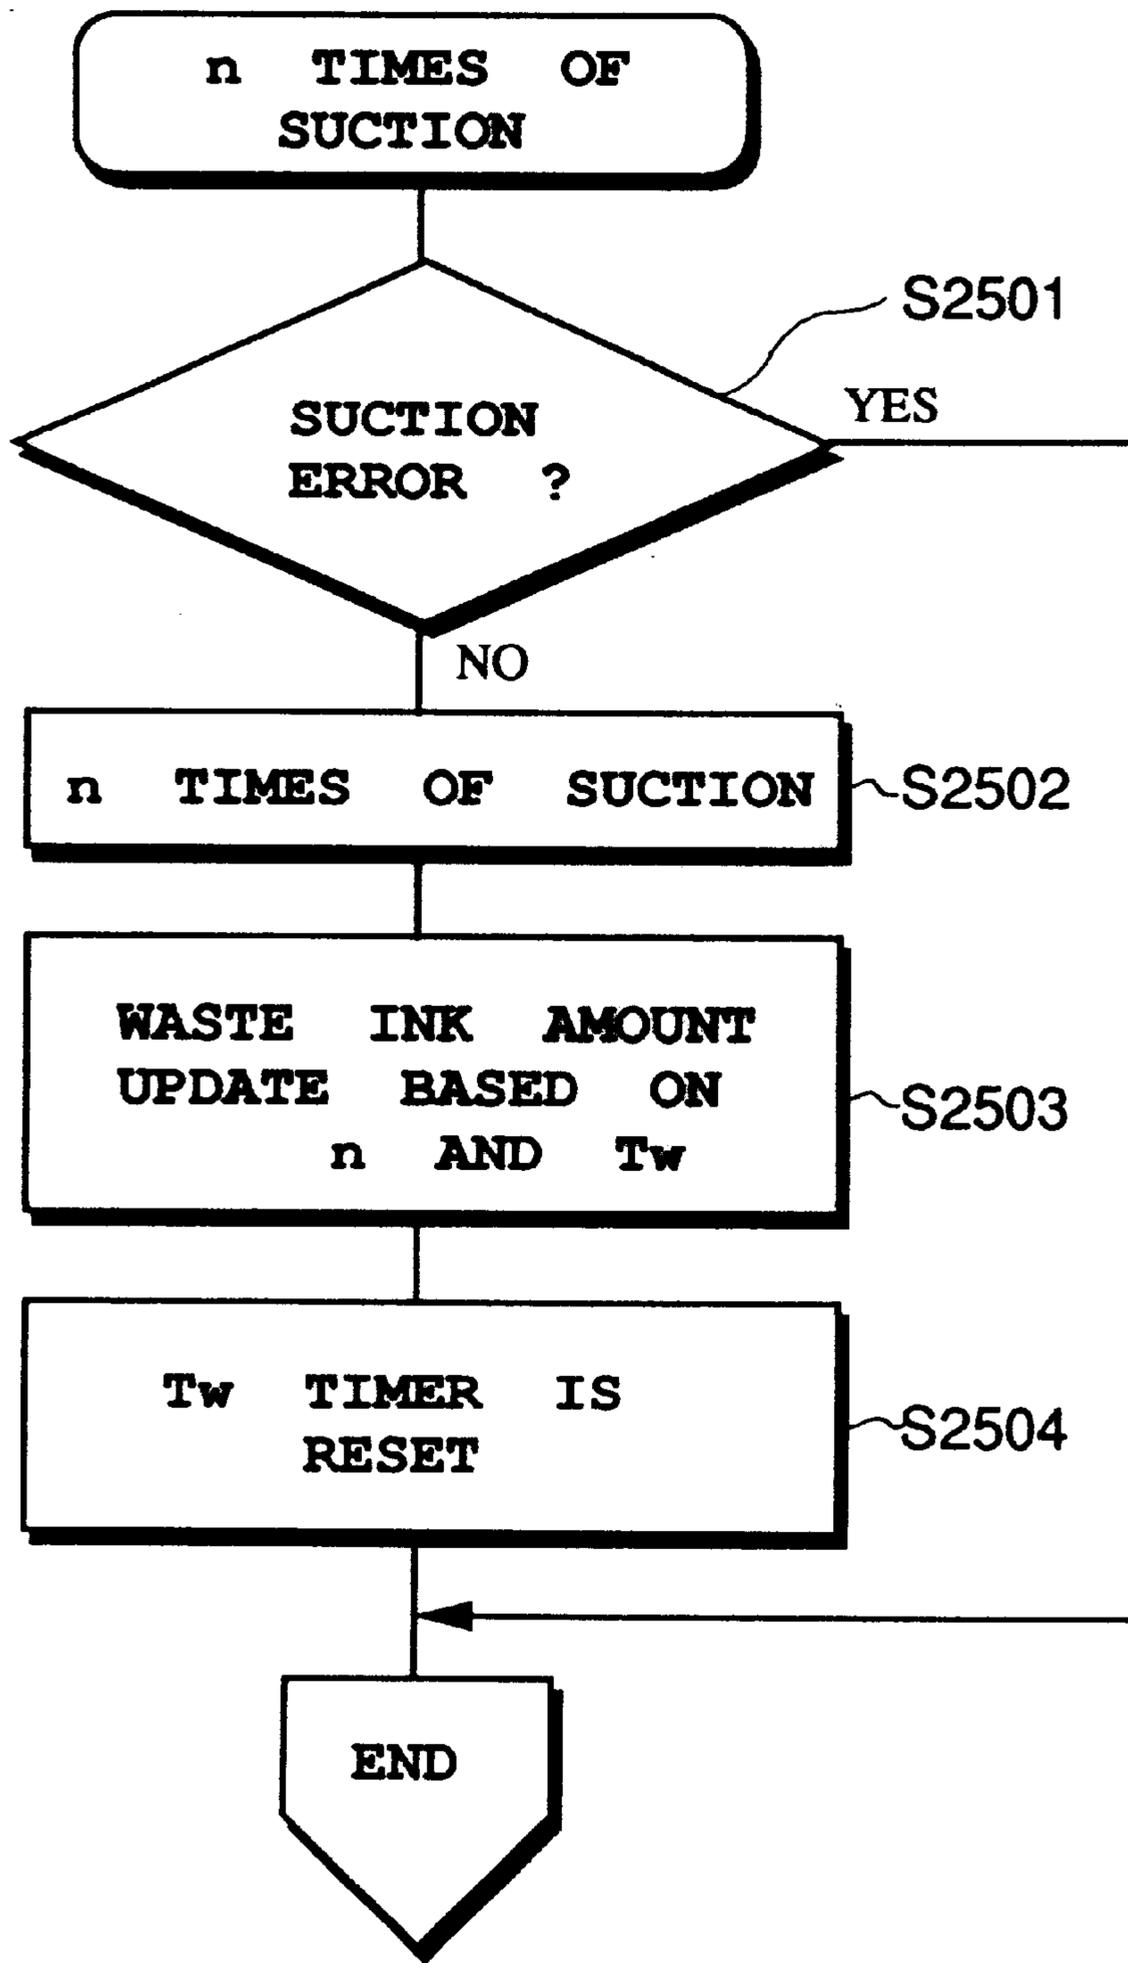 n TIMES OF
SUCTION
S2501
YES
SUCTION
ERROR ?
NO
n TIMES OF SUCTION
S2502
WASTE INK AMOUNT
UPDATE BASED ON
n AND Tw
S2503
Tw TIMER IS
RESET
S2504
END